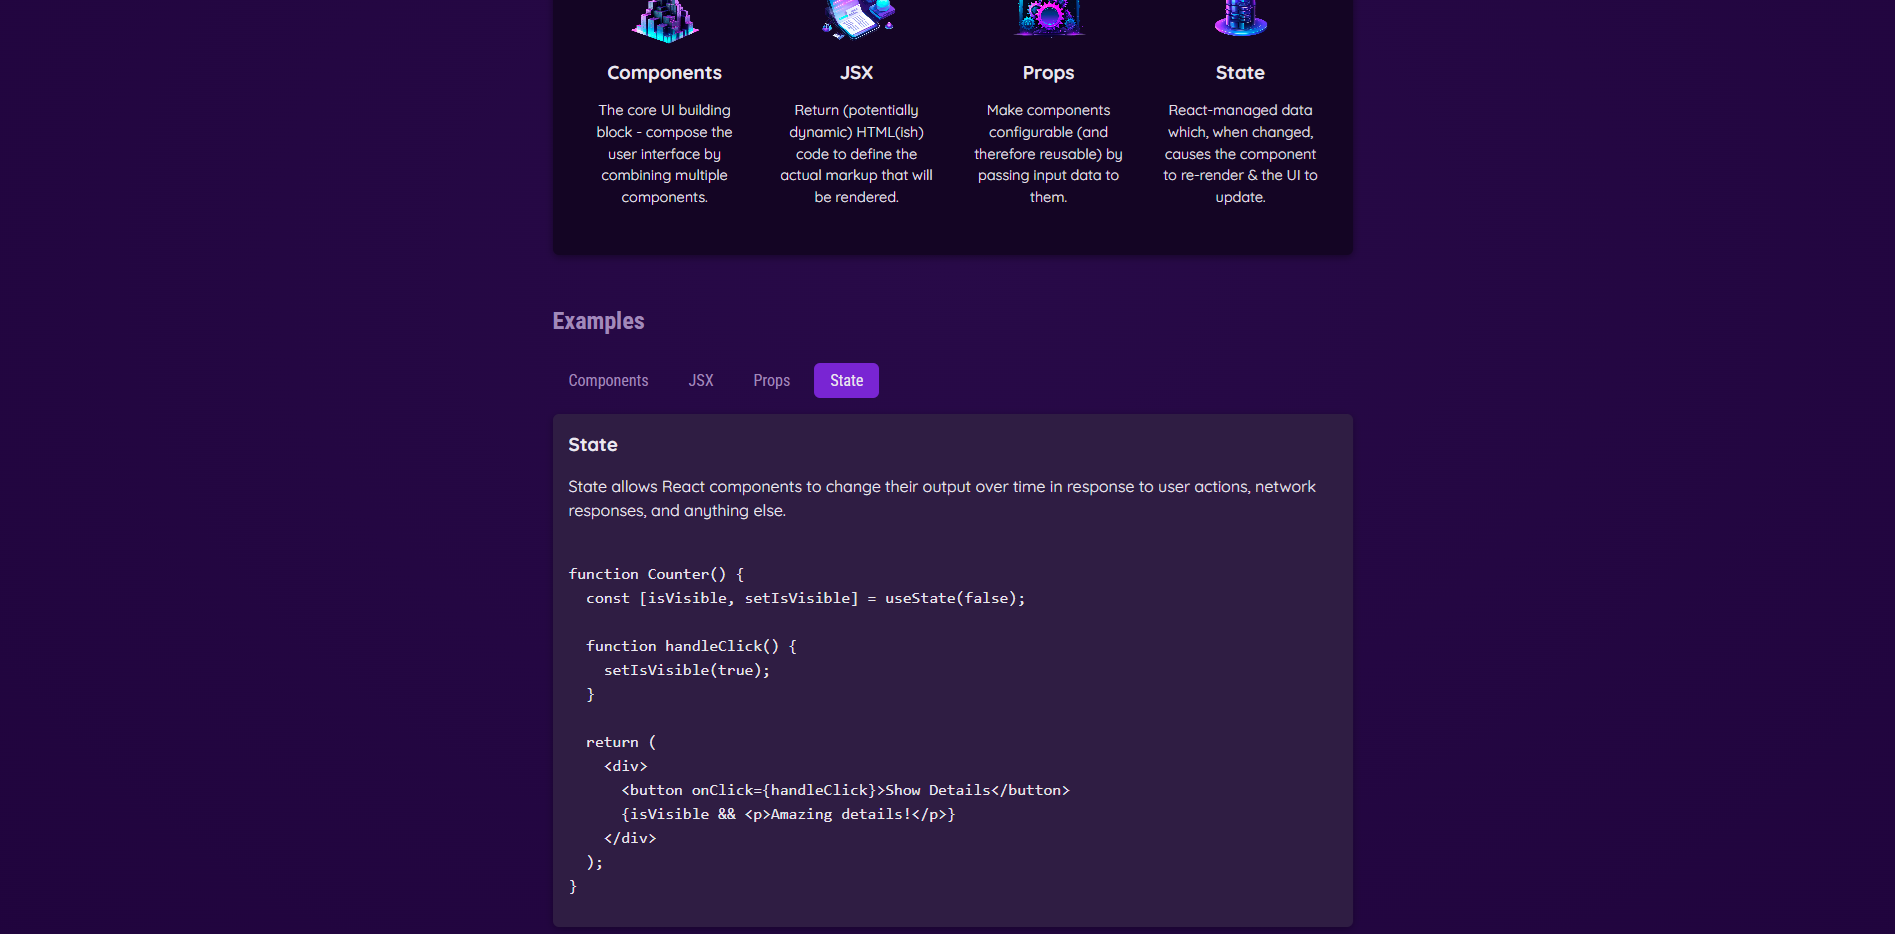 Components
The core UI building
block - compose the
user interface by
combining multiple
components.
JSX
Return (potentially
dynamic) HTML(ish)
code to define the
actual markup that will
be rendered.
Props
Make components
configurable (and
therefore reusable) by
passing input data to
them.
State
React-managed data
which, when changed,
causes the component
to re-render & the UI to
update.
Examples
Components JSX Props State
State
State allows React components to change their output over time in response to user actions, network
responses, and anything else.
function Counter() {
  const [isVisible, setIsVisible] = useState(false);
  function handleClick() {
    setIsVisible(true);
  }
  return (
    <div>
      <button onClick={handleClick}>Show Details</button>
      {isVisible && <p>Amazing details!</p>}
    </div>
  );
}